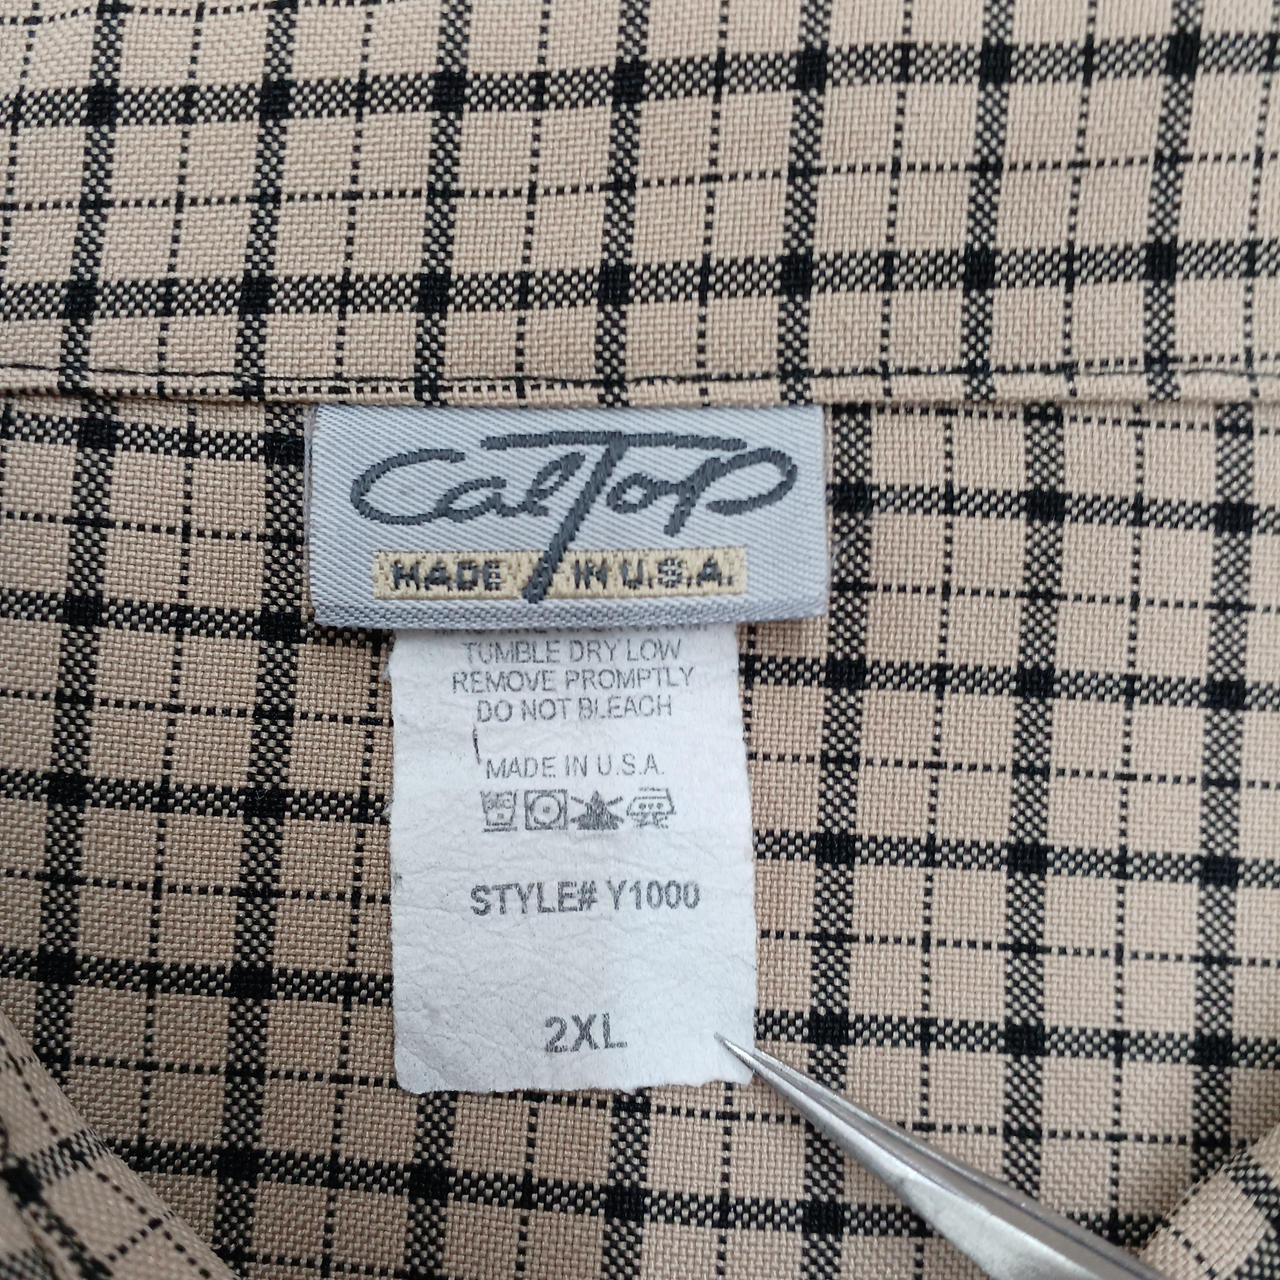 CalTop
MADE IN U.S.A.
TUMBLE DRY LOW
REMOVE PROMPTLY
DO NOT BLEACH
MADE IN U.S.A.
STYLE# Y1000
2XL